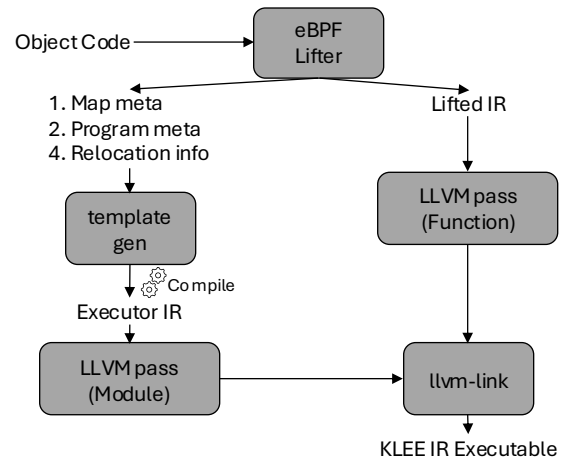 Object Code
eBPF
Lifter
1. Map meta
2. Program meta
4. Relocation info
Lifted IR
template
gen
LLVM pass
(Function)
Compile
Executor IR
LLVM pass
(Module)
llvm-link
KLEE IR Executable